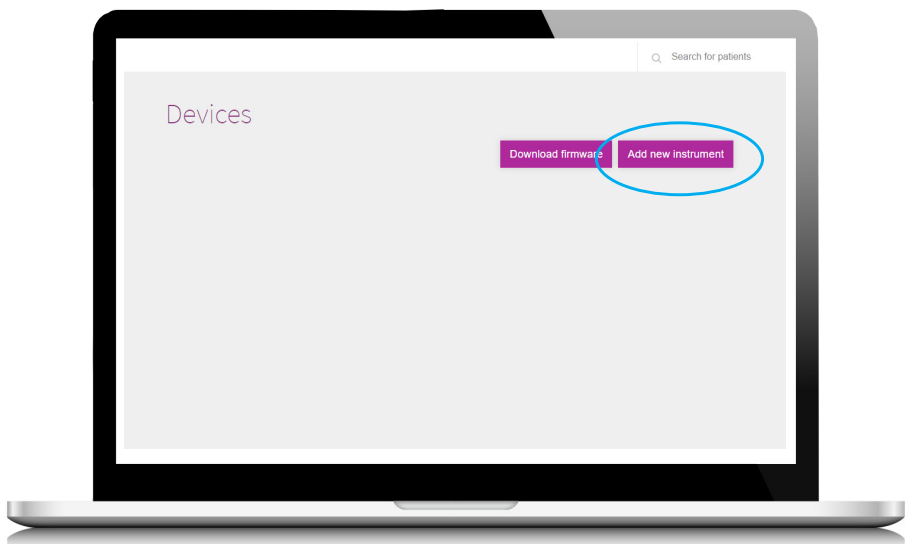 Search for patients
Devices
Download firmware Add new instrument